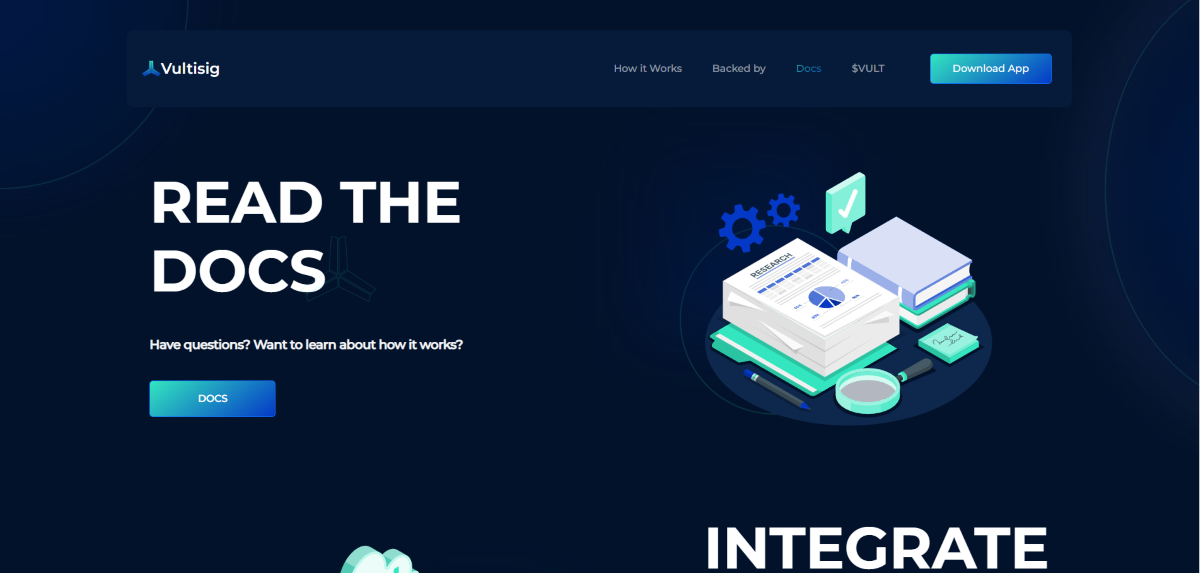 Vultisig
How it Works
Backed by
Docs
$VULT
Download App
READ THE
DOCS
Have questions? Want to learn about how it works?
DOCS
RESEARCH
INTEGRATE